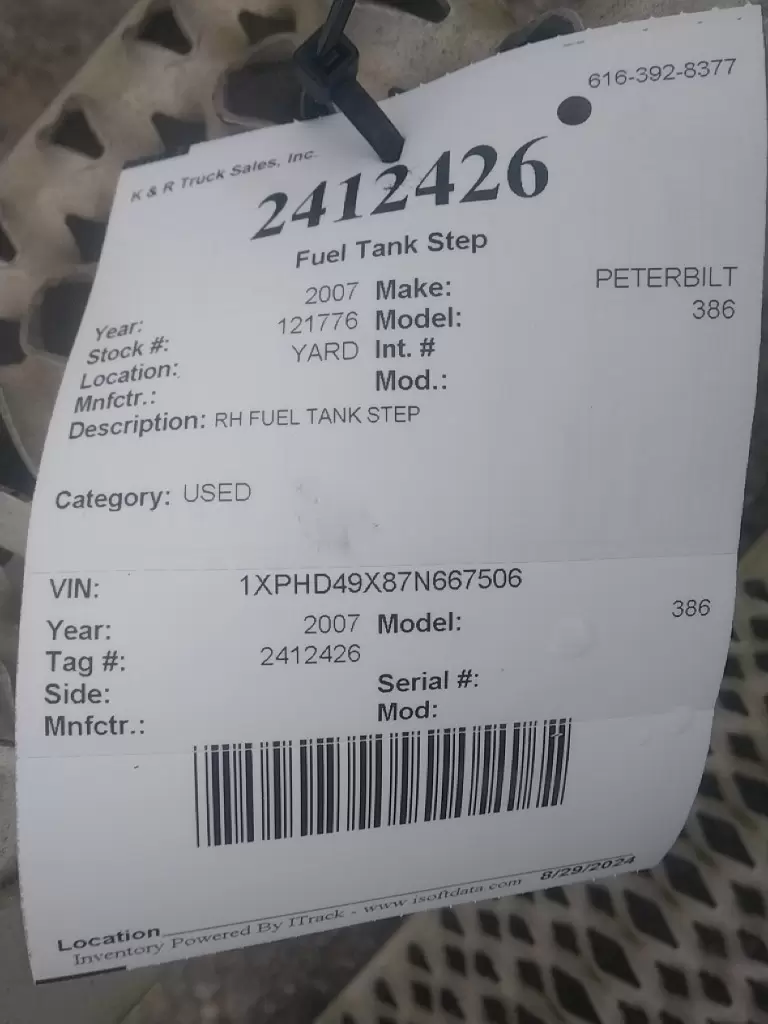 616-392-8377
K & R Truck Sales, Inc.
2412426
Fuel Tank Step
Year: 2007 Make: PETERBILT
Stock #: 121776 Model: 386
Location: YARD Int. #
Mnfctr.: Mod.:
Description: RH FUEL TANK STEP
Category: USED
VIN: 1XPHD49X87N667506
Year: 2007 Model: 386
Tag #: 2412426
Side: Serial #:
Mnfctr.: Mod:
Location
Inventory Powered By ITrack - www.isoftdata.com 8/29/2024